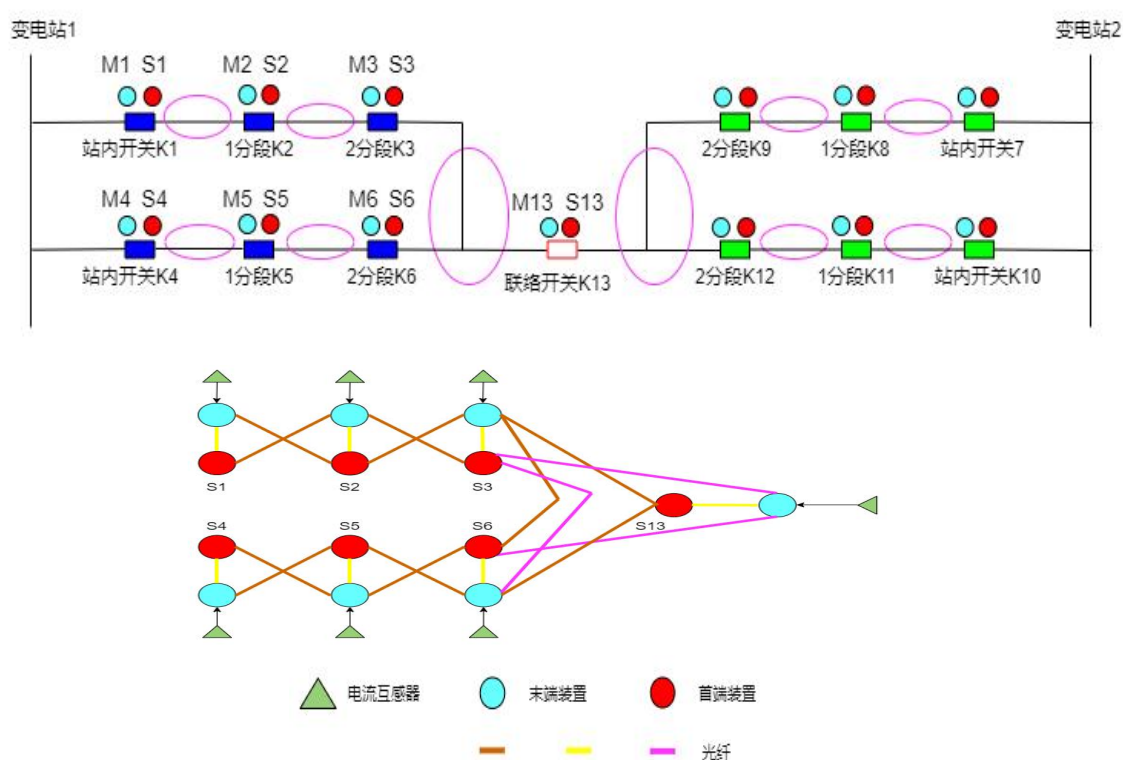 变电站1
变电站2
M1 S1
M2 S2
M3 S3
站内开关K1
1分段K2
2分段K3
2分段K9
1分段K8
站内开关7
M4 S4
M5 S5
M6 S6
M13 S13
站内开关K4
1分段K5
2分段K6
联络开关K13
2分段K12
1分段K11
站内开关K10
S1
S2
S3
S4
S5
S6
S13
电流互感器
末端装置
首端装置
光纤